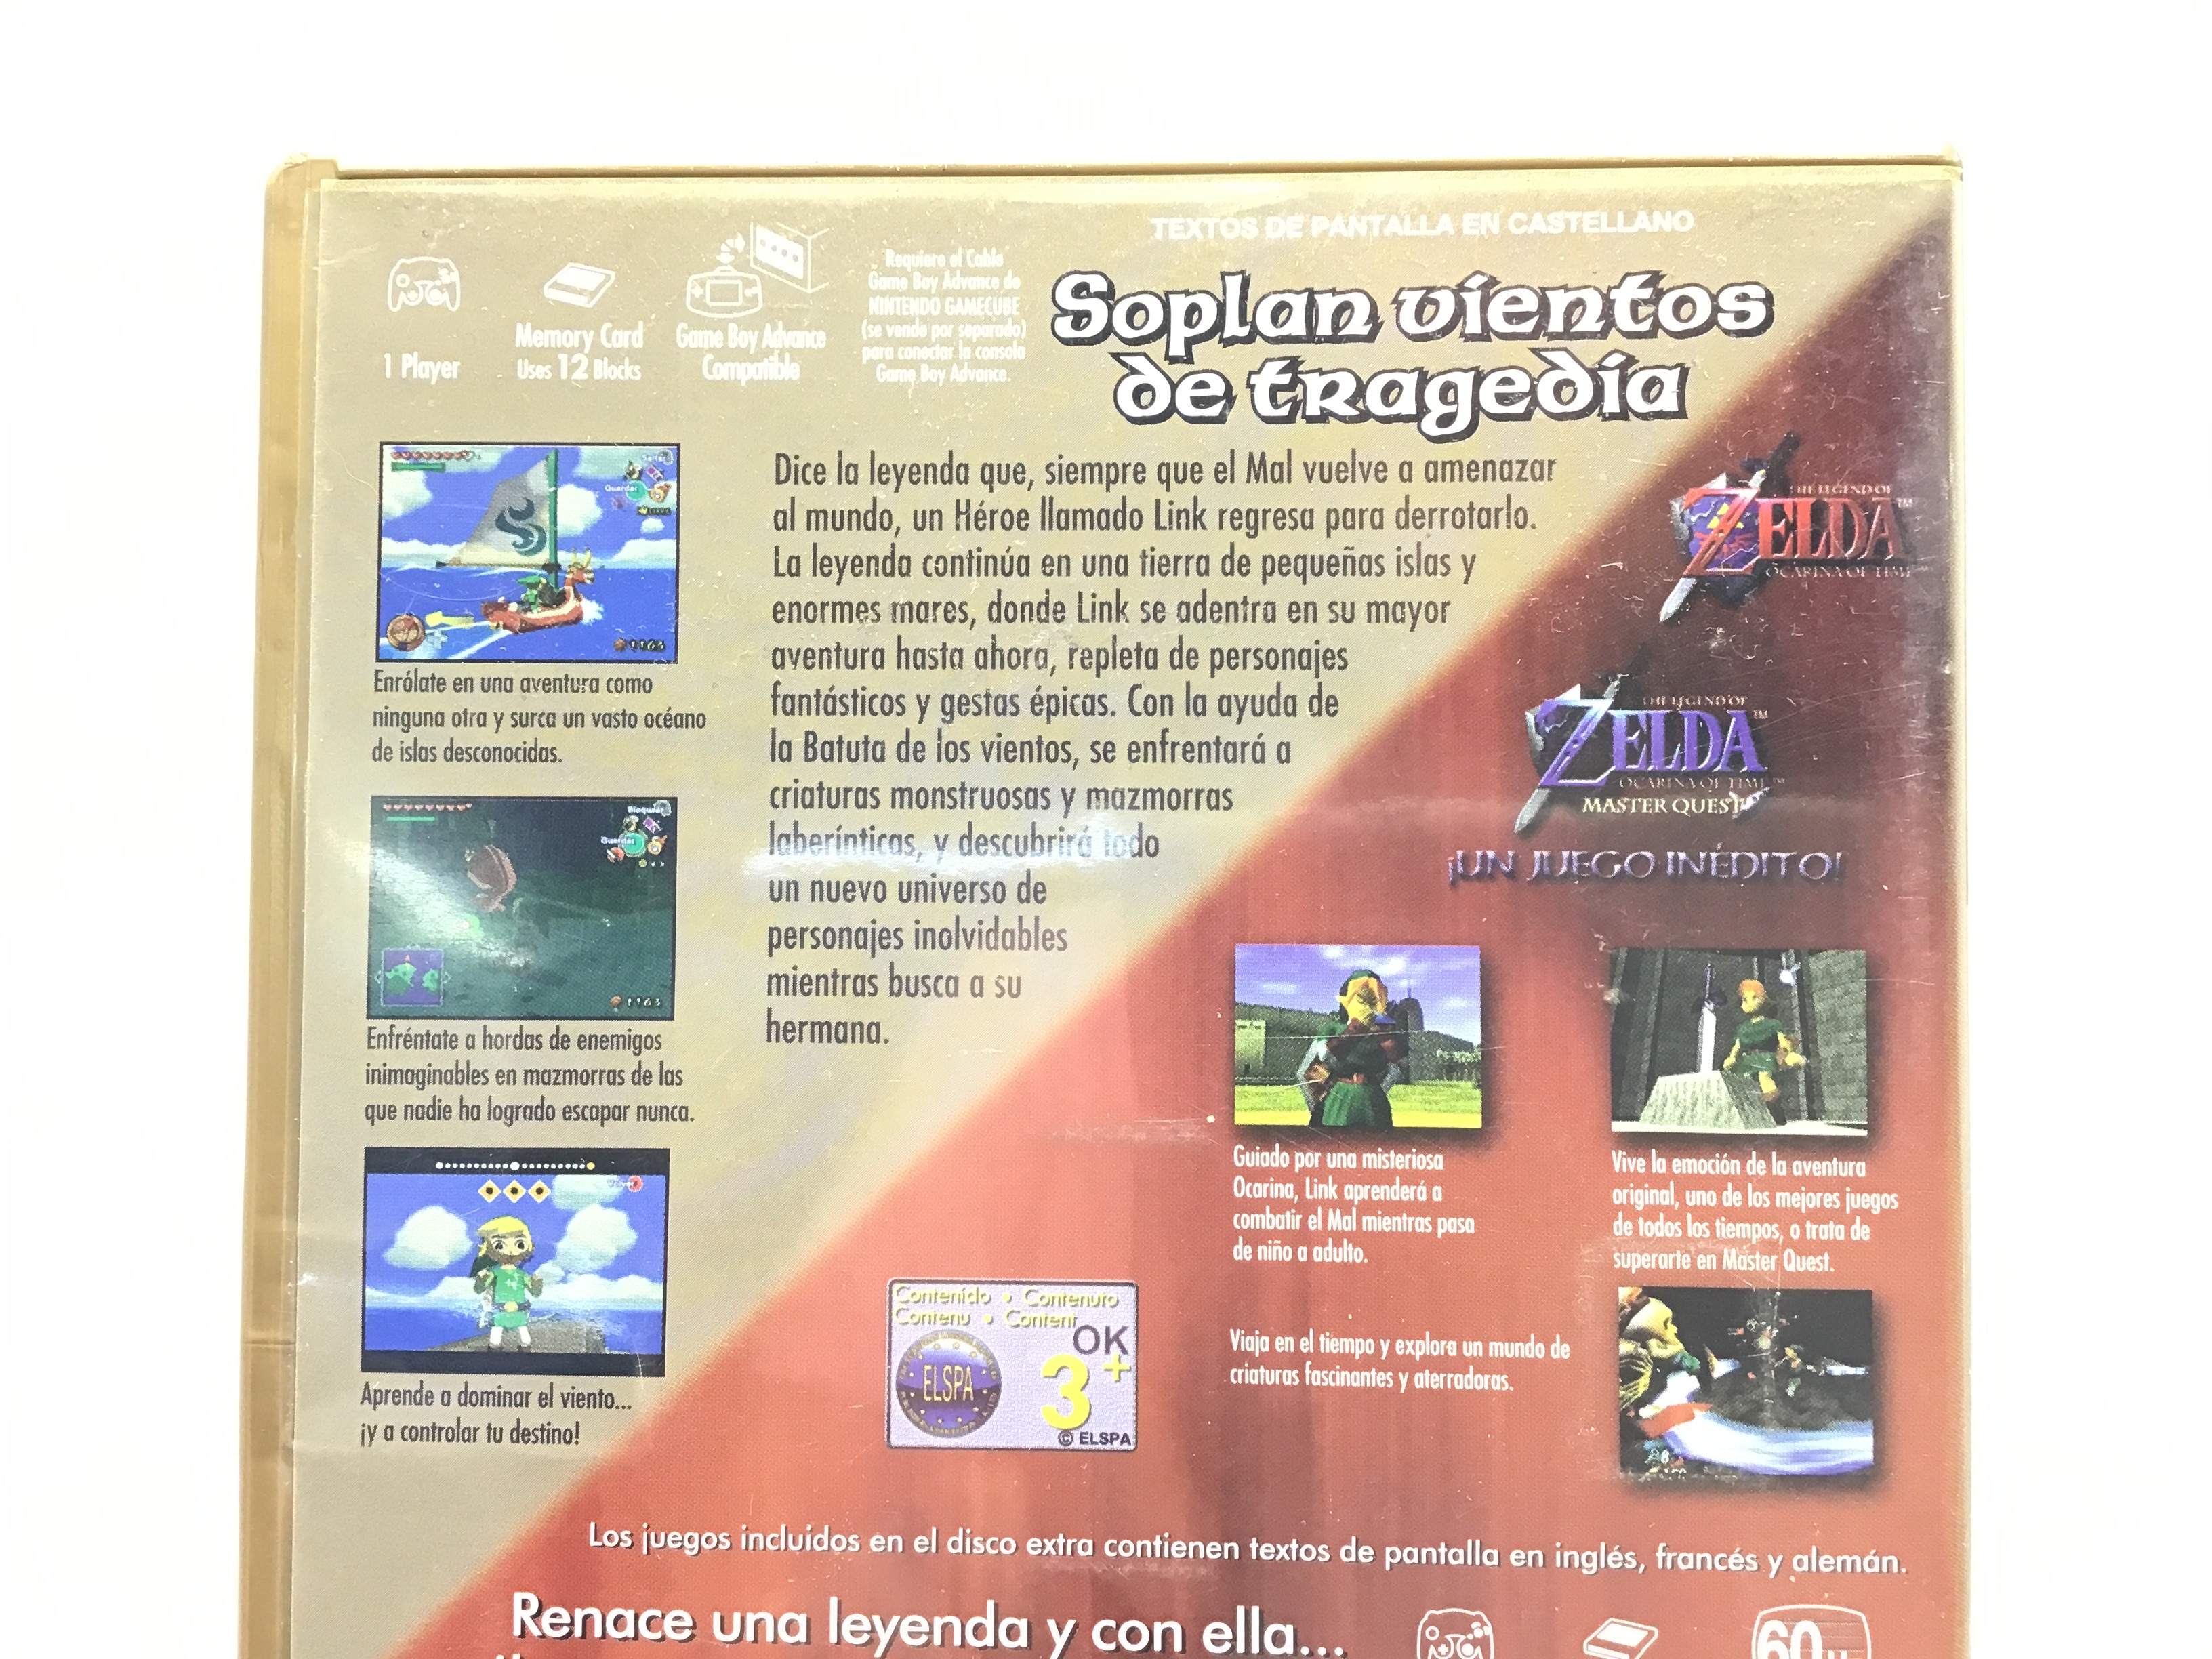 TEXTOS DE PANTALLA EN CASTELLANO
1 Player
Memory Card
Uses 12 Blocks
Game Boy Advance
Compatible
Requiere el Cable
Game Boy Advance de
NINTENDO GAMECUBE
(se vende por separado)
para conectar la consola
Game Boy Advance.
Soplan vientos
de tragedia
Dice la leyenda que, siempre que el Mal vuelve a amenazar
al mundo, un Héroe llamado Link regresa para derrotarlo.
La leyenda continúa en una tierra de pequeñas islas y
enormes mares, donde Link se adentra en su mayor
aventura hasta ahora, repleta de personajes
fantásticos y gestas épicas. Con la ayuda de
la Batuta de los vientos, se enfrentará a
criaturas monstruosas y mazmorras
laberínticas, y descubrirá todo
un nuevo universo de
personajes inolvidables
mientras busca a su
hermana.
Guardar
1163
Enrólate en una aventura como
ninguna otra y surca un vasto océano
de islas desconocidas.
Bloquear
Guardar
1163
Enfréntate a hordas de enemigos
inimaginables en mazmorras de las
que nadie ha logrado escapar nunca.
Aprende a dominar el viento...
¡y a controlar tu destino!
THE LEGEND OF
ZELDA™
OCARINA OF TIME
THE LEGEND OF
ZELDA™
OCARINA OF TIME™
MASTER QUEST
¡UN JUEGO INÉDITO!
Guiado por una misteriosa
Ocarina, Link aprenderá a
combatir el Mal mientras pasa
de niño a adulto.
Vive la emoción de la aventura
original, uno de los mejores juegos
de todos los tiempos, o trata de
superarte en Master Quest.
Viaja en el tiempo y explora un mundo de
criaturas fascinantes y aterradoras.
Contenido • Contenuto
Contenu • Content
OK
3+
ELSPA
© ELSPA
Los juegos incluidos en el disco extra contienen textos de pantalla en inglés, francés y alemán.
Renace una leyenda y con ella...
60